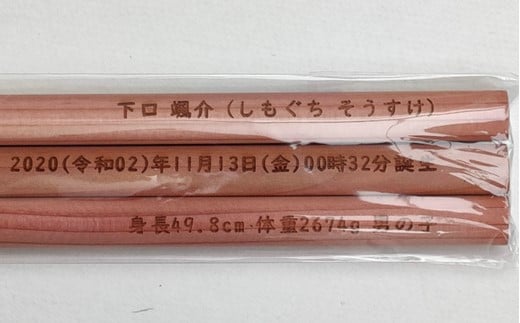 下口 颯介 (しもぐち そうすけ)
2020(令和02)年11月13日(金)00時32分誕生
身長49.8cm 体重2674g 男の子